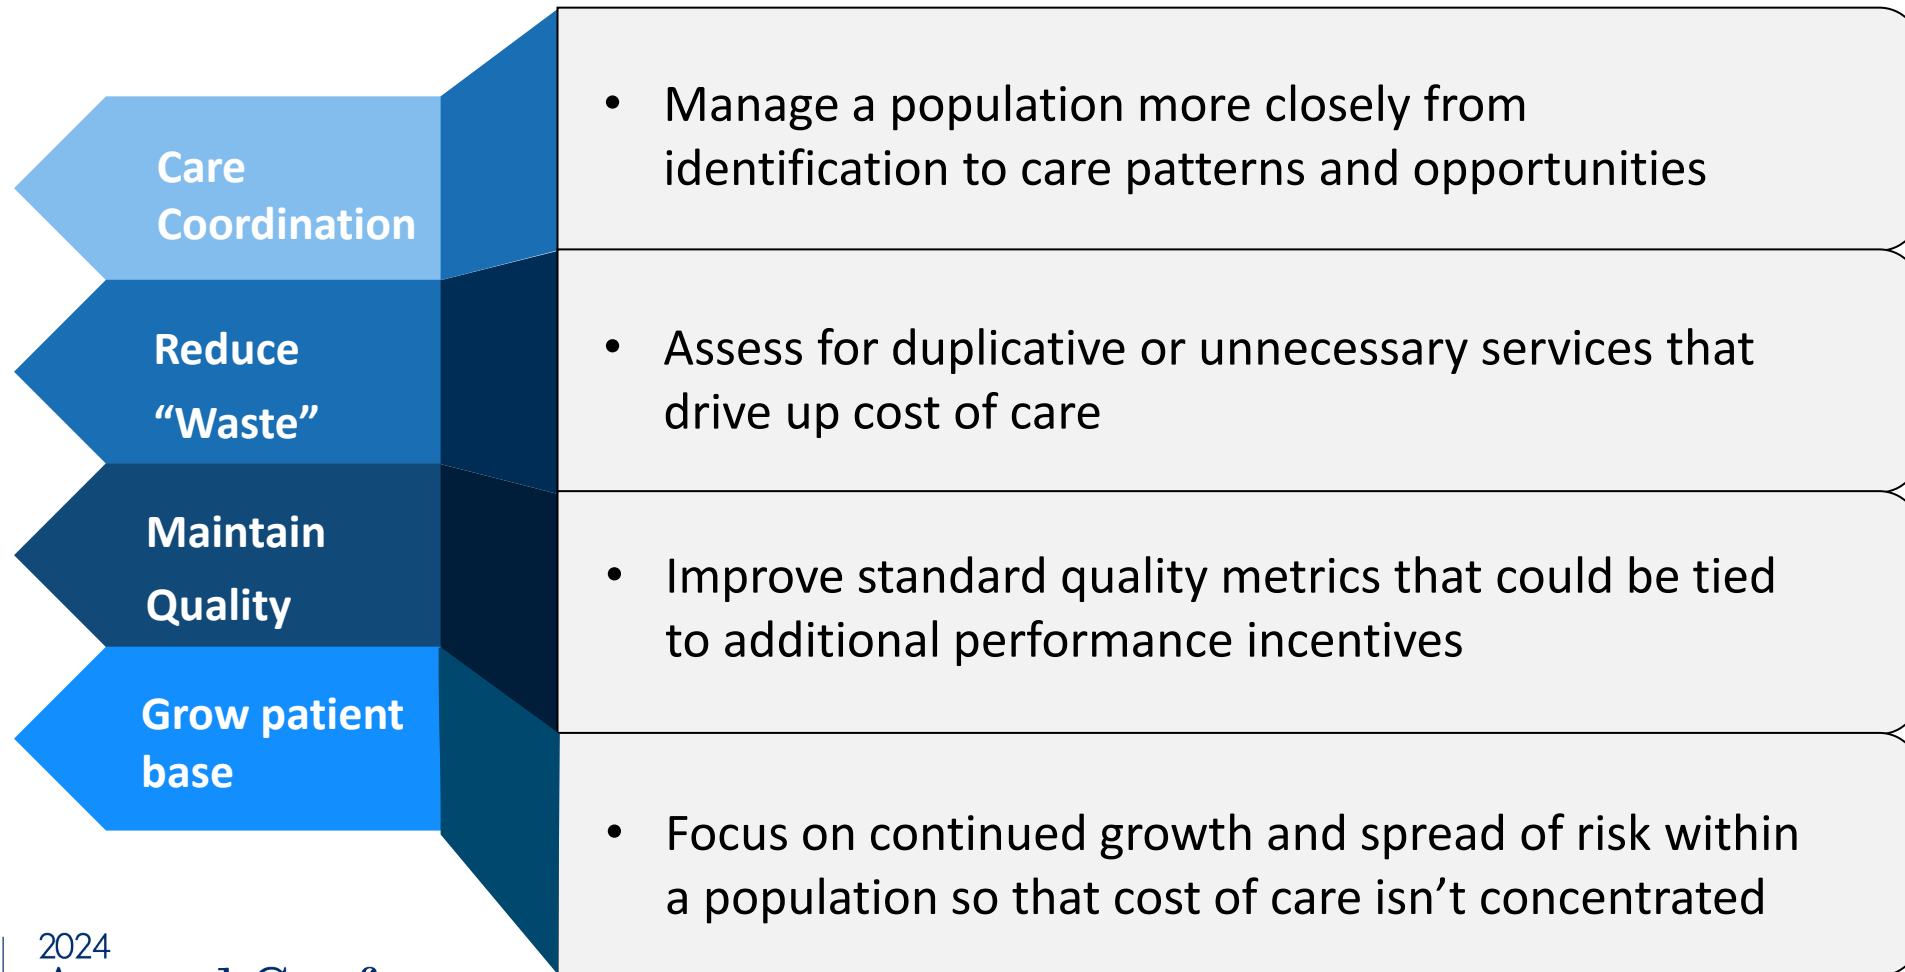 Care
Coordination
• Manage a population more closely from
identification to care patterns and opportunities
Reduce
“Waste”
• Assess for duplicative or unnecessary services that
drive up cost of care
Maintain
Quality
• Improve standard quality metrics that could be tied
to additional performance incentives
Grow patient
base
• Focus on continued growth and spread of risk within
a population so that cost of care isn’t concentrated
2024